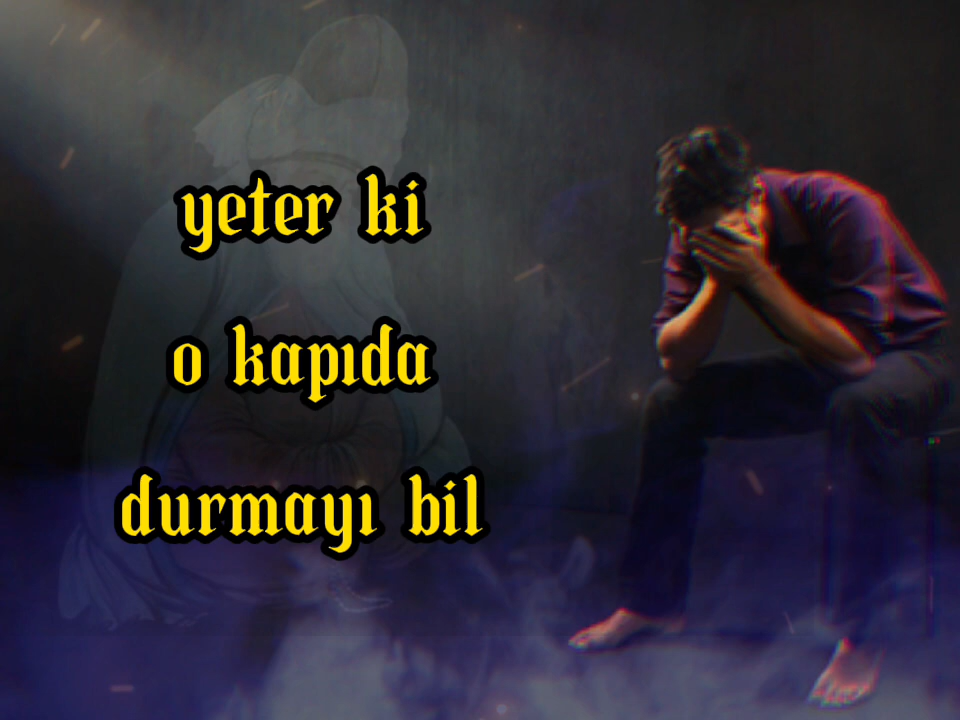 yeter ki
o kapıda
durmayı bil